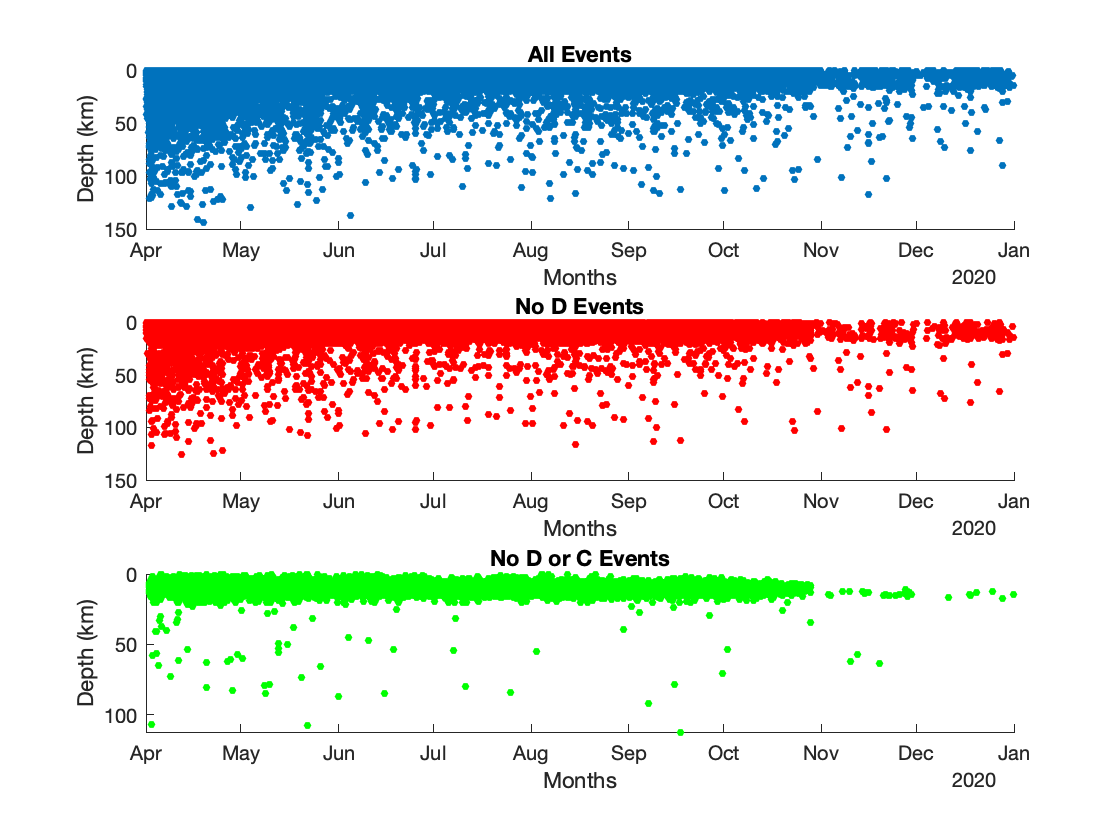 All Events
0
50
100
150
Depth (km)
Apr May Jun Jul Aug Sep Oct Nov Dec Jan
Months
2020
No D Events
0
50
100
150
Depth (km)
Apr May Jun Jul Aug Sep Oct Nov Dec Jan
Months
2020
No D or C Events
0
50
100
Depth (km)
Apr May Jun Jul Aug Sep Oct Nov Dec Jan
Months
2020